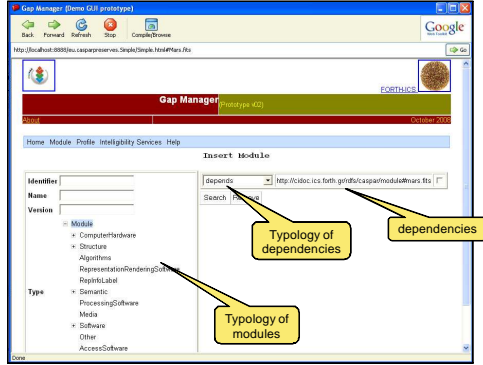 Gap Manager (Demo GUI prototype)
Back Forward Refresh Stop Compile/Browse
Google
http://localhost:8888/eu.casparpreserves.Simple/Simple.html#Mars.fits
Go
FORTH-ICS
Gap Manager (Prototype v02)
About October 2008
Home Module Profile Intelligibility Services Help
Insert Module
Identifier
Name
Version
Type
Module
ComputerHardware
Structure
Algorithms
RepresentationRenderingSoftware
RepInfoLabel
Semantic
ProcessingSoftware
Media
Software
Other
AccessSoftware
depends http://cidoc.ics.forth.gr/rdfs/caspar/module#mars.fits
Search Remove
Typology of
dependencies
dependencies
Typology of
modules
Done